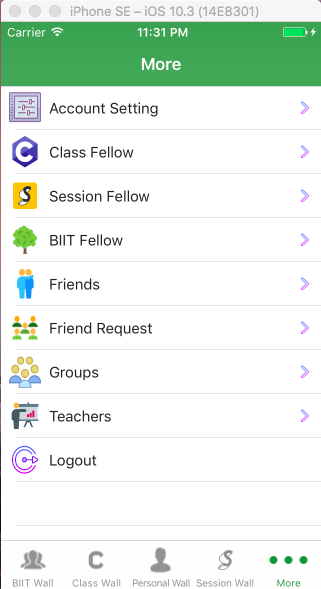 iPhone SE – iOS 10.3 (14E8301)
Carrier 11:31 PM
More
Account Setting
C Class Fellow
S Session Fellow
BIIT Fellow
Friends
Friend Request
Groups
Teachers
Logout
C S
BIIT Wall Class Wall Personal Wall Session Wall More